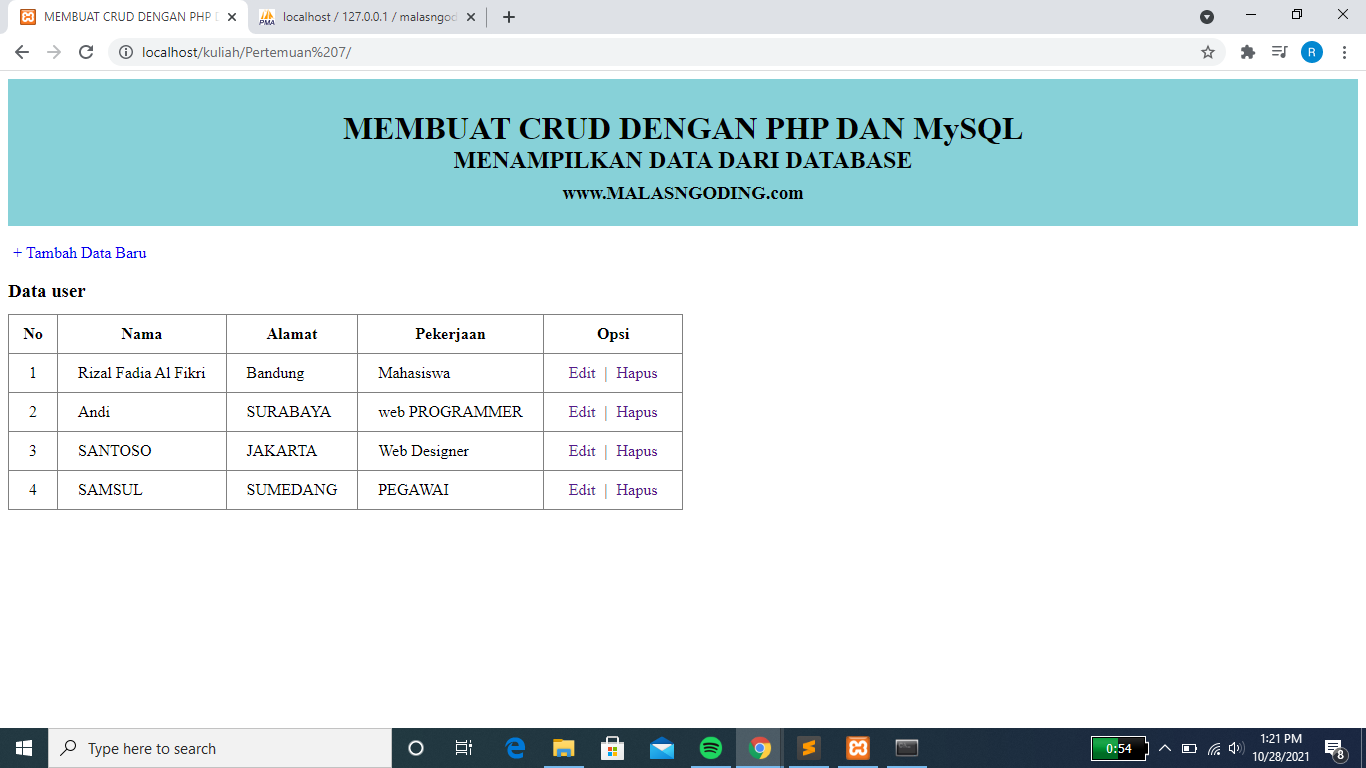 MEMBUAT CRUD DENGAN PHP D
localhost / 127.0.0.1 / malasngod
localhost/kuliah/Pertemuan%207/
R
MEMBUAT CRUD DENGAN PHP DAN MySQL
MENAMPILKAN DATA DARI DATABASE
www.MALASNGODING.com
+ Tambah Data Baru
Data user
No Nama Alamat Pekerjaan Opsi
1 Rizal Fadia Al Fikri Bandung Mahasiswa Edit | Hapus
2 Andi SURABAYA web PROGRAMMER Edit | Hapus
3 SANTOSO JAKARTA Web Designer Edit | Hapus
4 SAMSUL SUMEDANG PEGAWAI Edit | Hapus
Type here to search
0:54
1:21 PM
10/28/2021
8